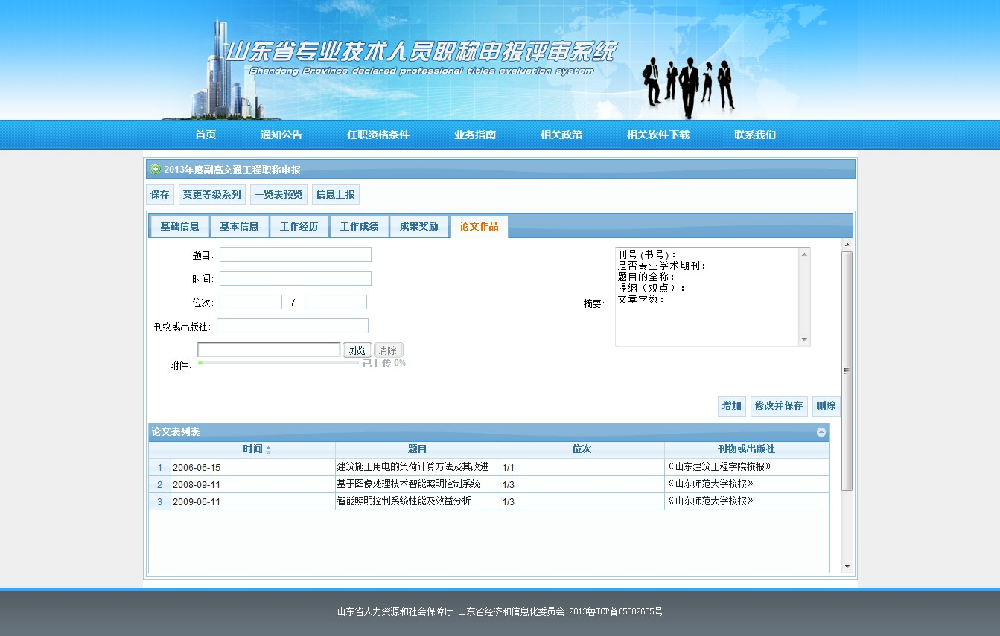 山东省专业技术人员职称申报评审系统
Shandong Province declared professional titles evaluation system
首页 通知公告 任职资格条件 业务指南 相关政策 相关软件下载 联系我们
2013年度副高交通工程职称申报
保存 变更等级系列 一览表预览 信息上报
基础信息 基本信息 工作经历 工作成绩 成果奖励 论文作品
题目:
时间:
位次: /
刊物或出版社:
浏览 清除
附件: 已上传 0%
摘要:
刊号(书号):
是否专业学术期刊:
题目的全称:
提纲（观点）:
文章字数:
增加 修改并保存 删除
论文表列表
时间 题目 位次 刊物或出版社
1 2006-06-15 建筑施工用电的负荷计算方法及其改进 1/1 《山东建筑工程学院校报》
2 2008-09-11 基于图像处理技术智能照明控制系统 1/3 《山东师范大学校报》
3 2009-06-11 智能照明控制系统性能及效益分析 1/3 《山东师范大学校报》
山东省人力资源和社会保障厅 山东省经济和信息化委员会 2013鲁ICP备05002685号